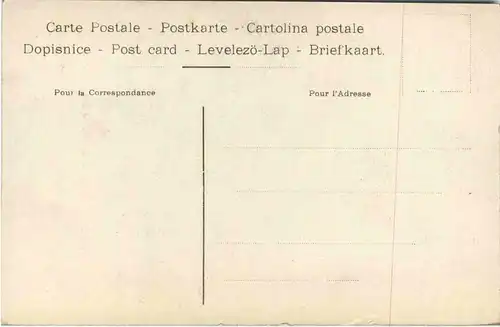 Carte Postale - Postkarte - Cartolina postale
Dopisnice - Post card - Levelezö-Lap - Briefkaart.
Pour la Correspondance
Pour l'Adresse